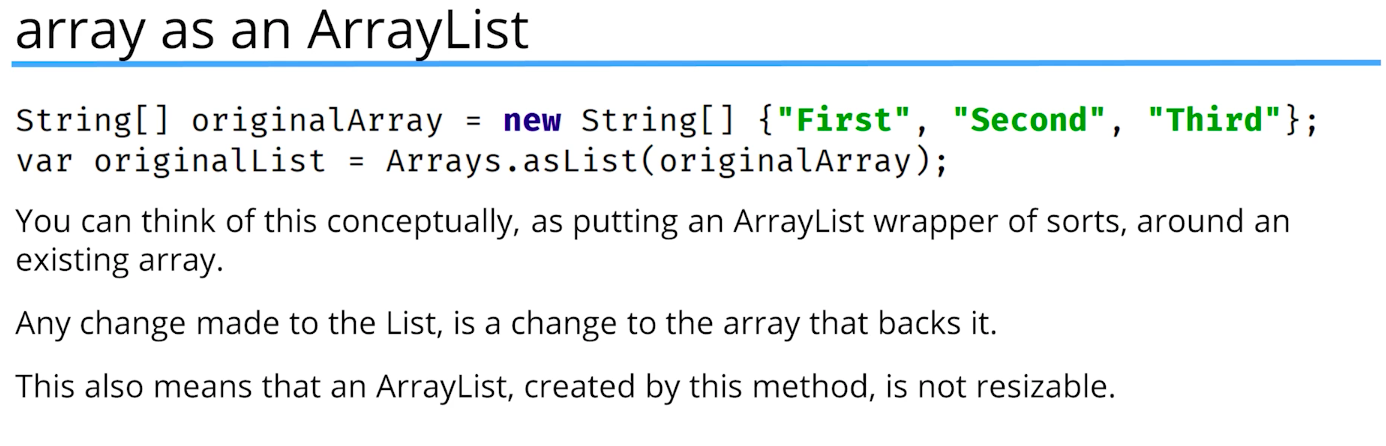 array as an ArrayList
String[] originalArray = new String[] {"First", "Second", "Third"};
var originalList = Arrays.asList(originalArray);
You can think of this conceptually, as putting an ArrayList wrapper of sorts, around an
existing array.
Any change made to the List, is a change to the array that backs it.
This also means that an ArrayList, created by this method, is not resizable.